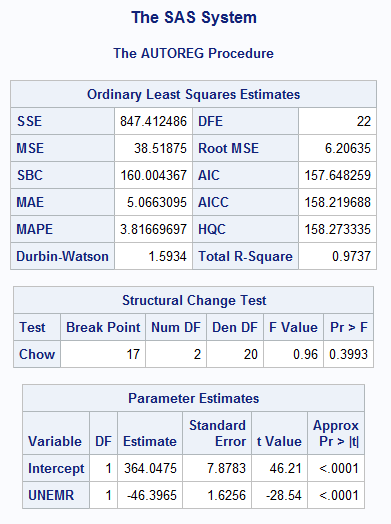 The SAS System
The AUTOREG Procedure
Ordinary Least Squares Estimates
SSE 847.412486 DFE 22
MSE 38.51875 Root MSE 6.20635
SBC 160.004367 AIC 157.648259
MAE 5.0663095 AICC 158.219688
MAPE 3.81669697 HQC 158.273335
Durbin-Watson 1.5934 Total R-Square 0.9737
Structural Change Test
Test Break Point Num DF Den DF F Value Pr > F
Chow 17 2 20 0.96 0.3993
Parameter Estimates
Variable DF Estimate Standard Error t Value Approx Pr > |t|
Intercept 1 364.0475 7.8783 46.21 <.0001
UNEMR 1 -46.3965 1.6256 -28.54 <.0001